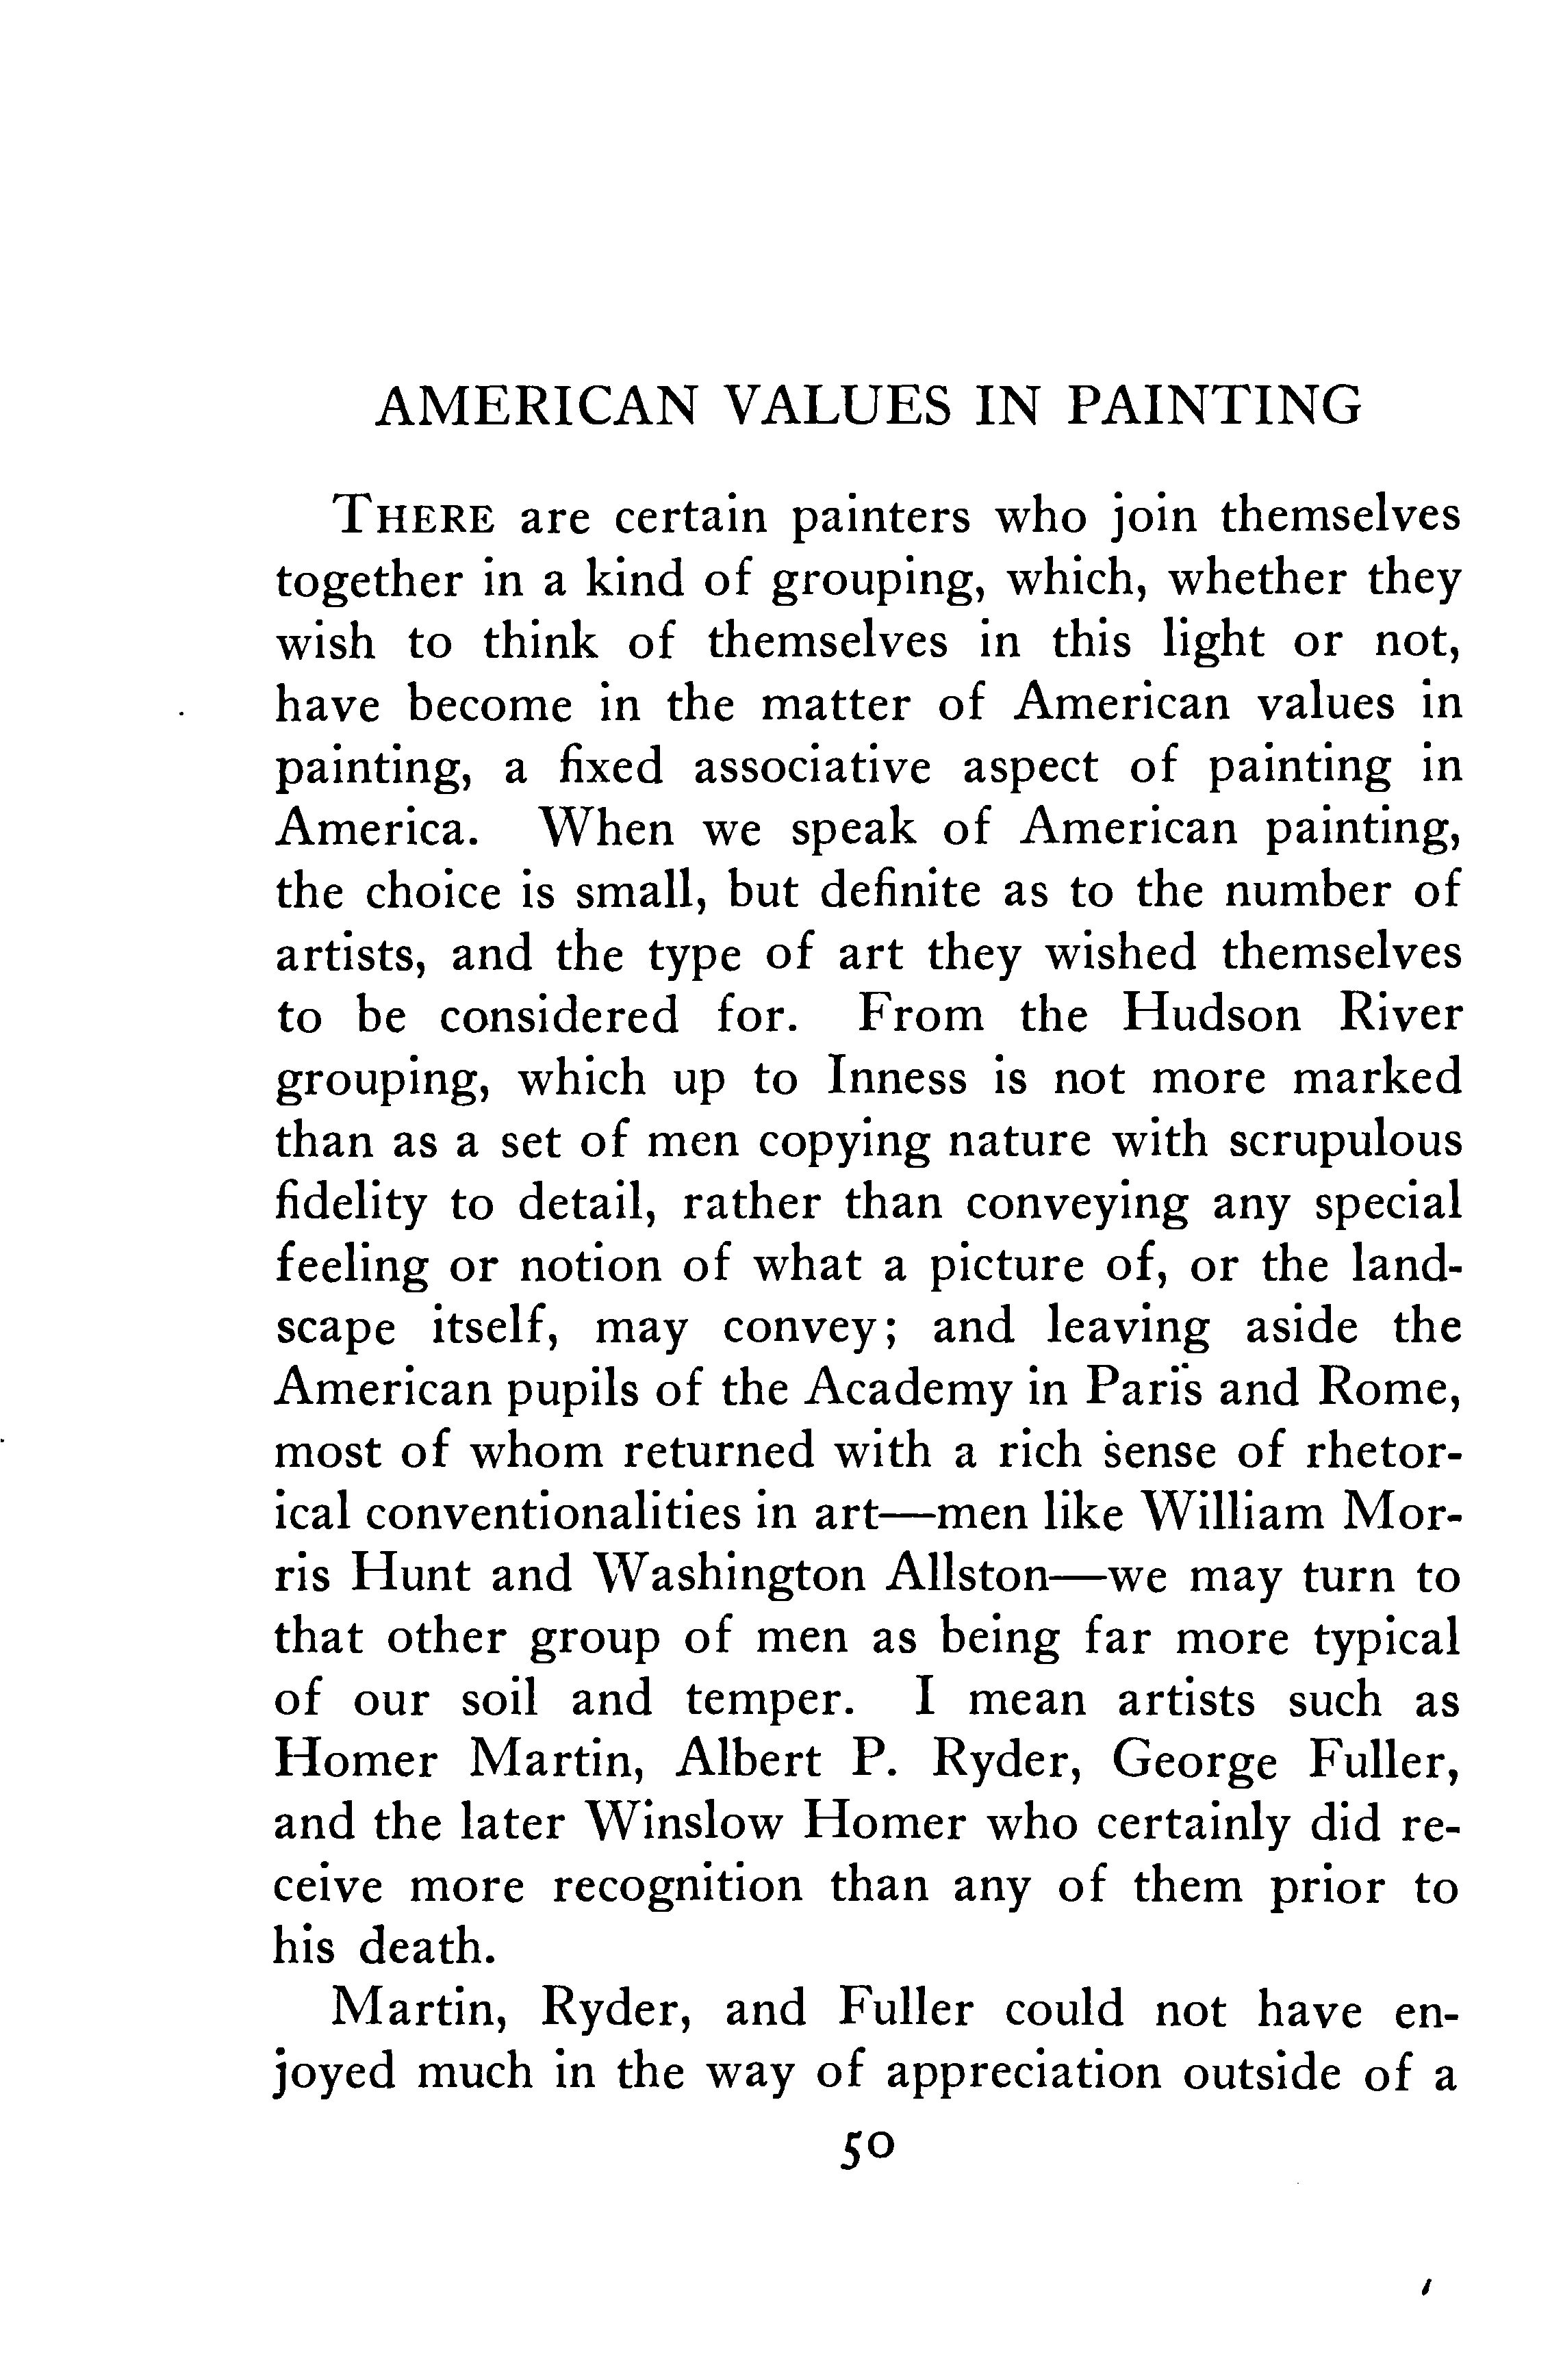 AMERICAN VALUES IN PAINTING
THERE are certain painters who join themselves
together in a kind of grouping, which, whether they
wish to think of themselves in this light or not,
have become in the matter of American values in
painting, a fixed associative aspect of painting in
America. When we speak of American painting,
the choice is small, but definite as to the number of
artists, and the type of art they wished themselves
to be considered for. From the Hudson River
grouping, which up to Inness is not more marked
than as a set of men copying nature with scrupulous
fidelity to detail, rather than conveying any special
feeling or notion of what a picture of, or the land-
scape itself, may convey; and leaving aside the
American pupils of the Academy in Paris and Rome,
most of whom returned with a rich sense of rhetor-
ical conventionalities in art—men like William Mor-
ris Hunt and Washington Allston—we may turn to
that other group of men as being far more typical
of our soil and temper. I mean artists such as
Homer Martin, Albert P. Ryder, George Fuller,
and the later Winslow Homer who certainly did re-
ceive more recognition than any of them prior to
his death.
Martin, Ryder, and Fuller could not have en-
joyed much in the way of appreciation outside of a
50